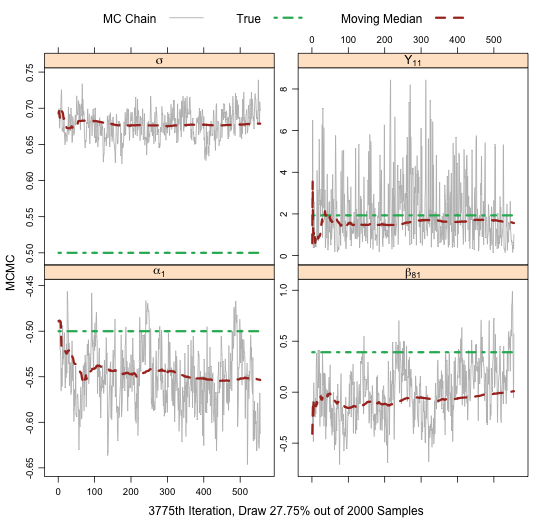 MC Chain True Moving Median
0 100 200 300 400 500
σ Υ11
0.75
0.70
0.65
0.60
0.55
0.50
8
6
4
2
0
MCMC
α1 β81
-0.45
-0.50
-0.55
-0.60
-0.65
1.0
0.5
0.0
-0.5
0 100 200 300 400 500
3775th Iteration, Draw 27.75% out of 2000 Samples